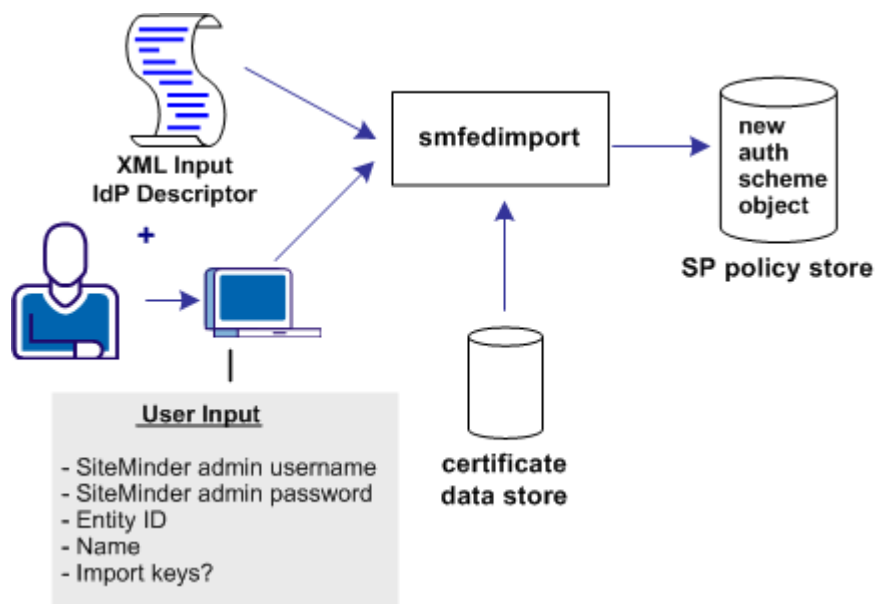 XML Input
IdP Descriptor
+
smfedimport
new
auth
scheme
object
SP policy store
certificate
data store
User Input
- SiteMinder admin username
- SiteMinder admin password
- Entity ID
- Name
- Import keys?